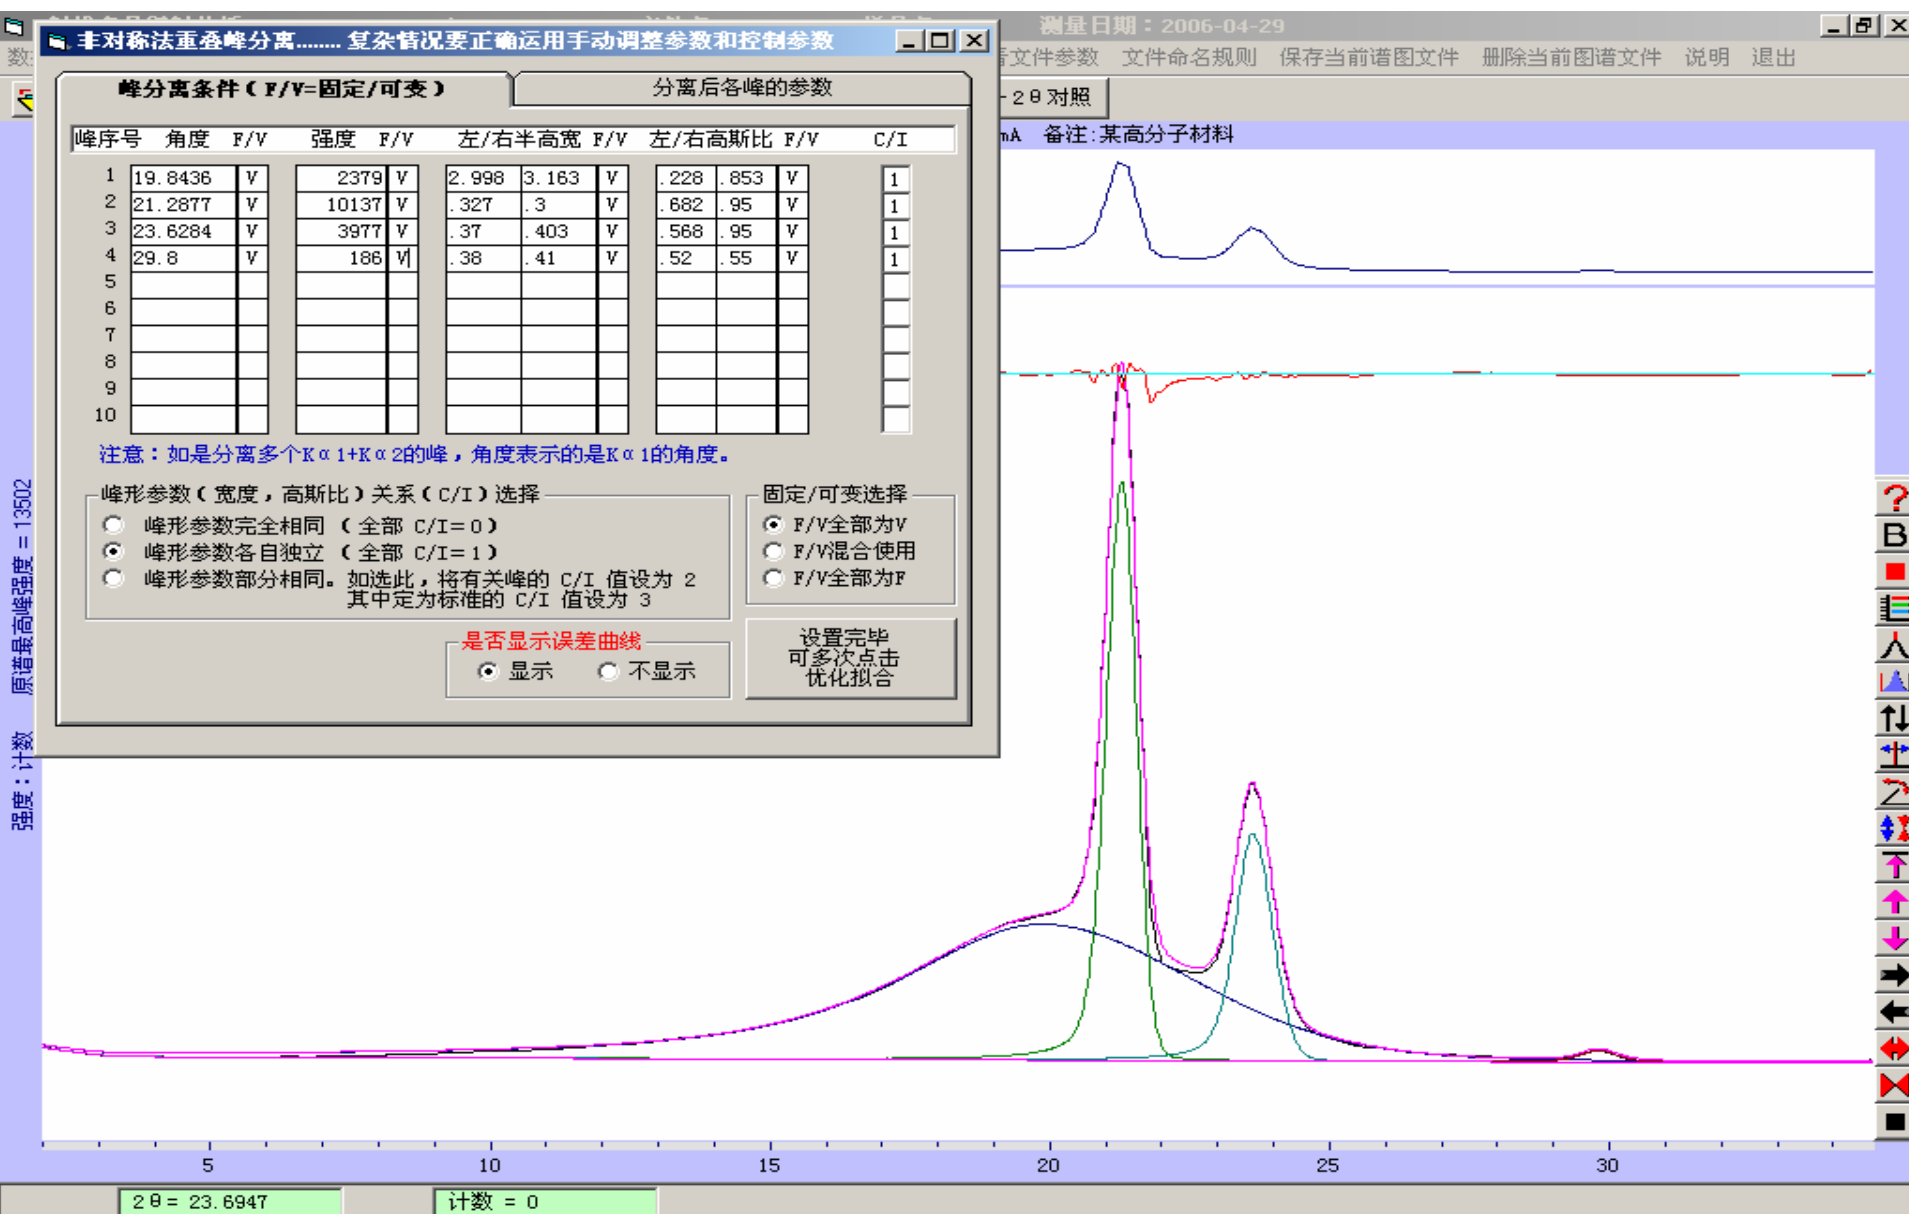 测量日期：2006-04-29
非对称法重叠峰分离........ 复杂情况要正确运用手动调整参数和控制参数
文件参数 文件命名规则 保存当前谱图文件 册除当前图谱文件 说明 退出
峰分离条件（F/V=固定/可变） 分离后各峰的参数
2θ对照
mA 备注:某高分子材料
峰序号 角度 F/V 强度 F/V 左/右半高宽 F/V 左/右高斯比 F/V C/I
1 19.8436 V 2379 V 2.998 3.163 V .228 .853 V 1
2 21.2877 V 10137 V .327 .3 V .682 .95 V 1
3 23.6284 V 3977 V .37 .403 V .568 .95 V 1
4 29.8 V 186 V .38 .41 V .52 .55 V 1
5
6
7
8
9
10
注意：如是分离多个Kα1+Kα2的峰，角度表示的是Kα1的角度。
峰形参数（宽度，高斯比）关系（C/I）选择
峰形参数完全相同 （全部 C/I=0）
峰形参数各自独立 （全部 C/I=1）
峰形参数部分相同。如选此，将有关峰的 C/I 值设为 2
其中定为标准的 C/I 值设为 3
固定/可变选择
F/V全部为V
F/V混合使用
F/V全部为F
是否显示误差曲线
显示 不显示
设置完毕
可多次点击
优化拟合
强度：计数 原谱最高峰强度 = 13502
5 10 15 20 25 30
2θ= 23.6947 计数 = 0